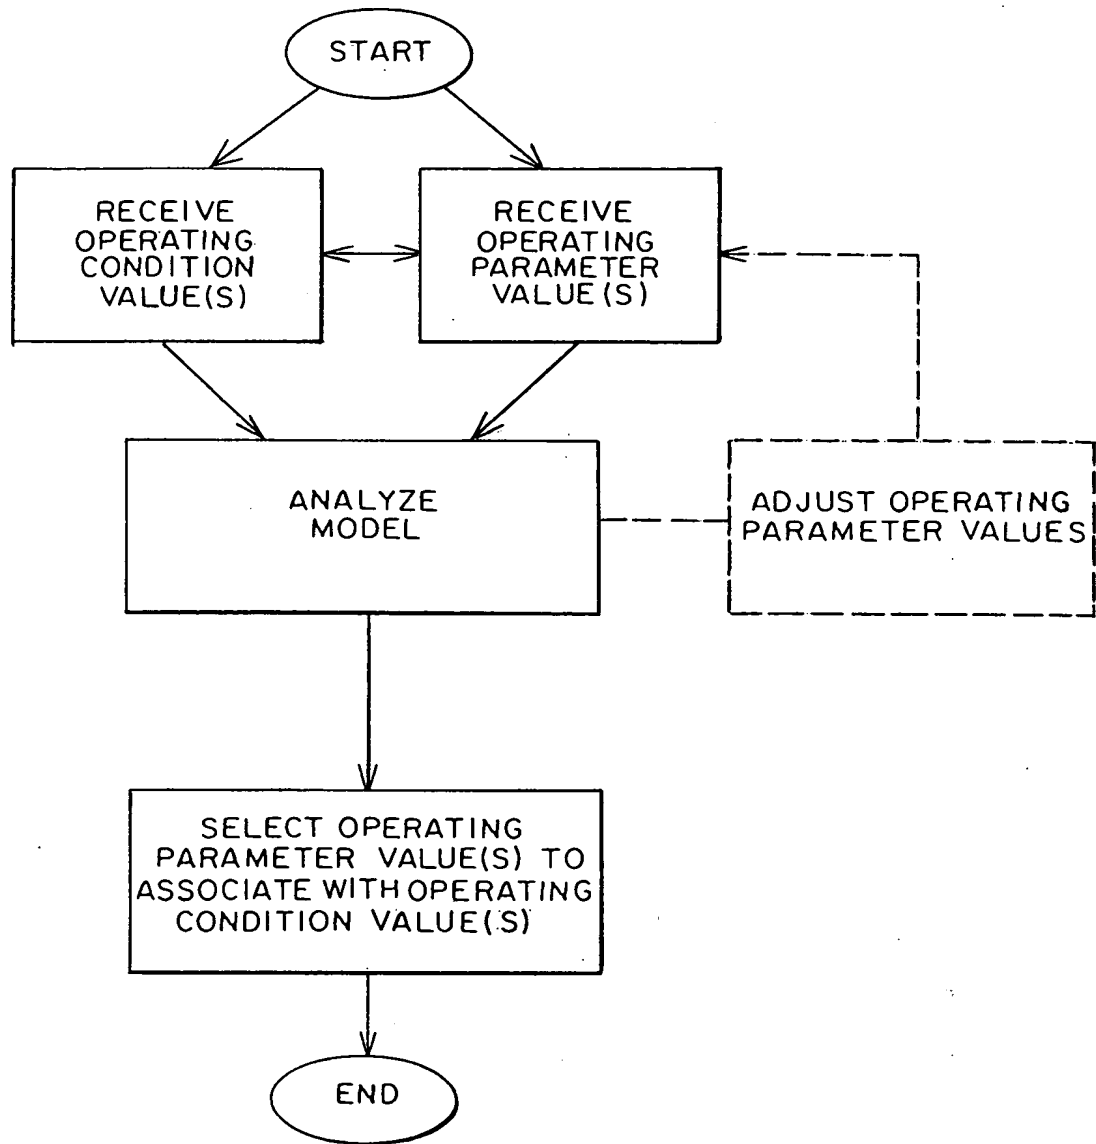 START
RECEIVE
OPERATING
CONDITION
VALUE(S)
RECEIVE
OPERATING
PARAMETER
VALUE(S)
ANALYZE
MODEL
ADJUST OPERATING
PARAMETER VALUES
SELECT OPERATING
PARAMETER VALUE(S) TO
ASSOCIATE WITH OPERATING
CONDITION VALUE(S)
END